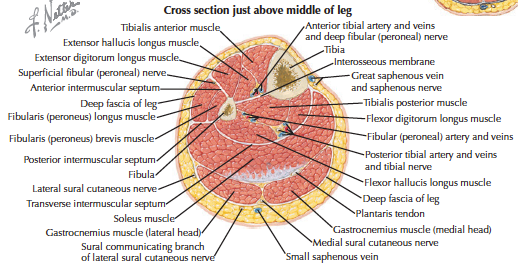 Cross section just above middle of leg
F. Netter
M.D.
Tibialis anterior muscle
Extensor hallucis longus muscle
Extensor digitorum longus muscle
Superficial fibular (peroneal) nerve
Anterior intermuscular septum
Deep fascia of leg
Fibularis (peroneus) longus muscle
Fibularis (peroneus) brevis muscle
Posterior intermuscular septum
Fibula
Lateral sural cutaneous nerve
Transverse intermuscular septum
Soleus muscle
Gastrocnemius muscle (lateral head)
Sural communicating branch
of lateral sural cutaneous nerve
Anterior tibial artery and veins
and deep fibular (peroneal) nerve
Tibia
Interosseous membrane
Great saphenous vein
and saphenous nerve
Tibialis posterior muscle
Flexor digitorum longus muscle
Fibular (peroneal) artery and veins
Posterior tibial artery and veins
and tibial nerve
Flexor hallucis longus muscle
Deep fascia of leg
Plantaris tendon
Gastrocnemius muscle (medial head)
Medial sural cutaneous nerve
Small saphenous vein